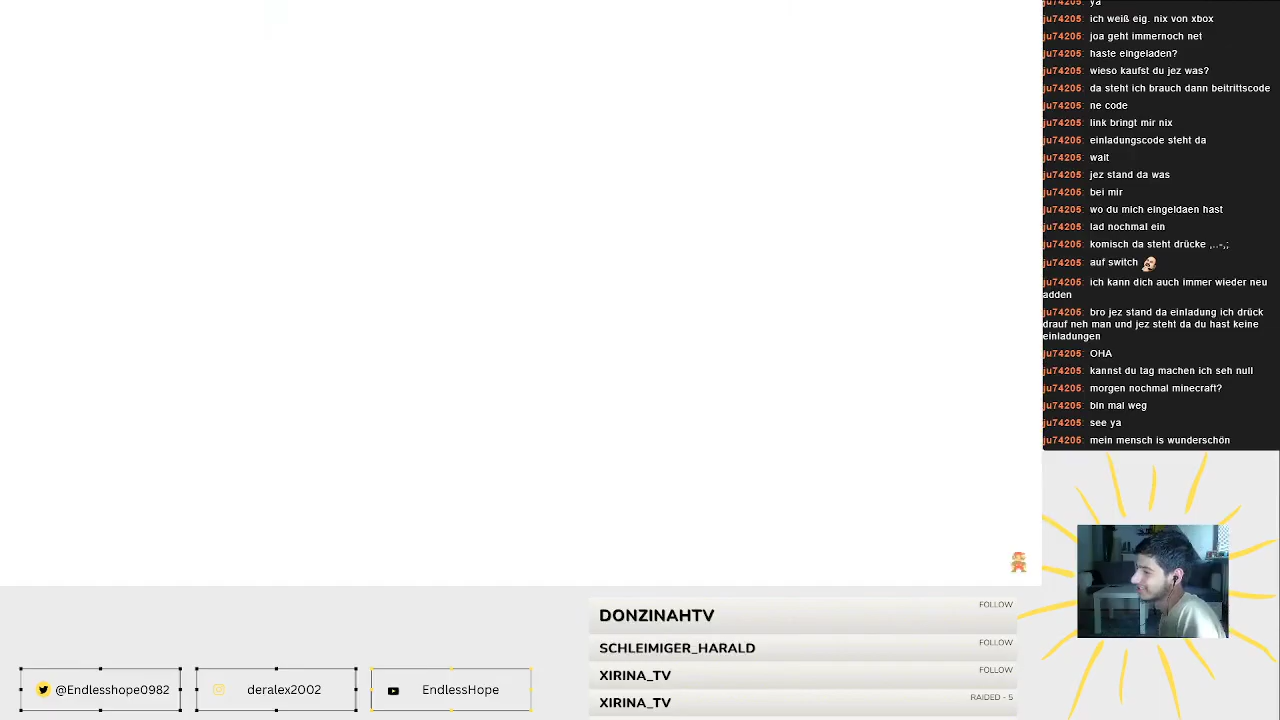 ju74205: ya
ju74205: ich weiß eig. nix von xbox
ju74205: joa geht immernoch net
ju74205: haste eingeladen?
ju74205: wieso kaufst du jez was?
ju74205: da steht ich brauch dann beitrittscode
ju74205: ne code
ju74205: link bringt mir nix
ju74205: einladungscode steht da
ju74205: wait
ju74205: jez stand da was
ju74205: bei mir
ju74205: wo du mich eingeldaen hast
ju74205: lad nochmal ein
ju74205: komisch da steht drücke ,..-,;
ju74205: auf switch
ju74205: ich kann dich auch immer wieder neu
adden
ju74205: bro jez stand da einladung ich drück
drauf neh man und jez steht da du hast keine
einladungen
ju74205: OHA
ju74205: kannst du tag machen ich seh null
ju74205: morgen nochmal minecraft?
ju74205: bin mal weg
ju74205: see ya
ju74205: mein mensch is wunderschön
DONZINAHTV FOLLOW
SCHLEIMIGER_HARALD FOLLOW
XIRINA_TV FOLLOW
XIRINA_TV RAIDED - 5
@Endlesshope0982
deralex2002
EndlessHope